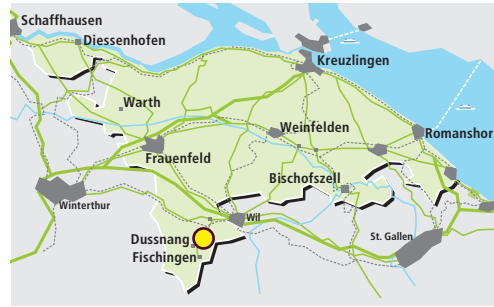 Schaffhausen
Diessenhofen
Kreuzlingen
Warth
Weinfelden
Romanshor
Frauenfeld
Bischofszell
Winterthur
Wil
St. Gallen
Dussnang
Fischingen